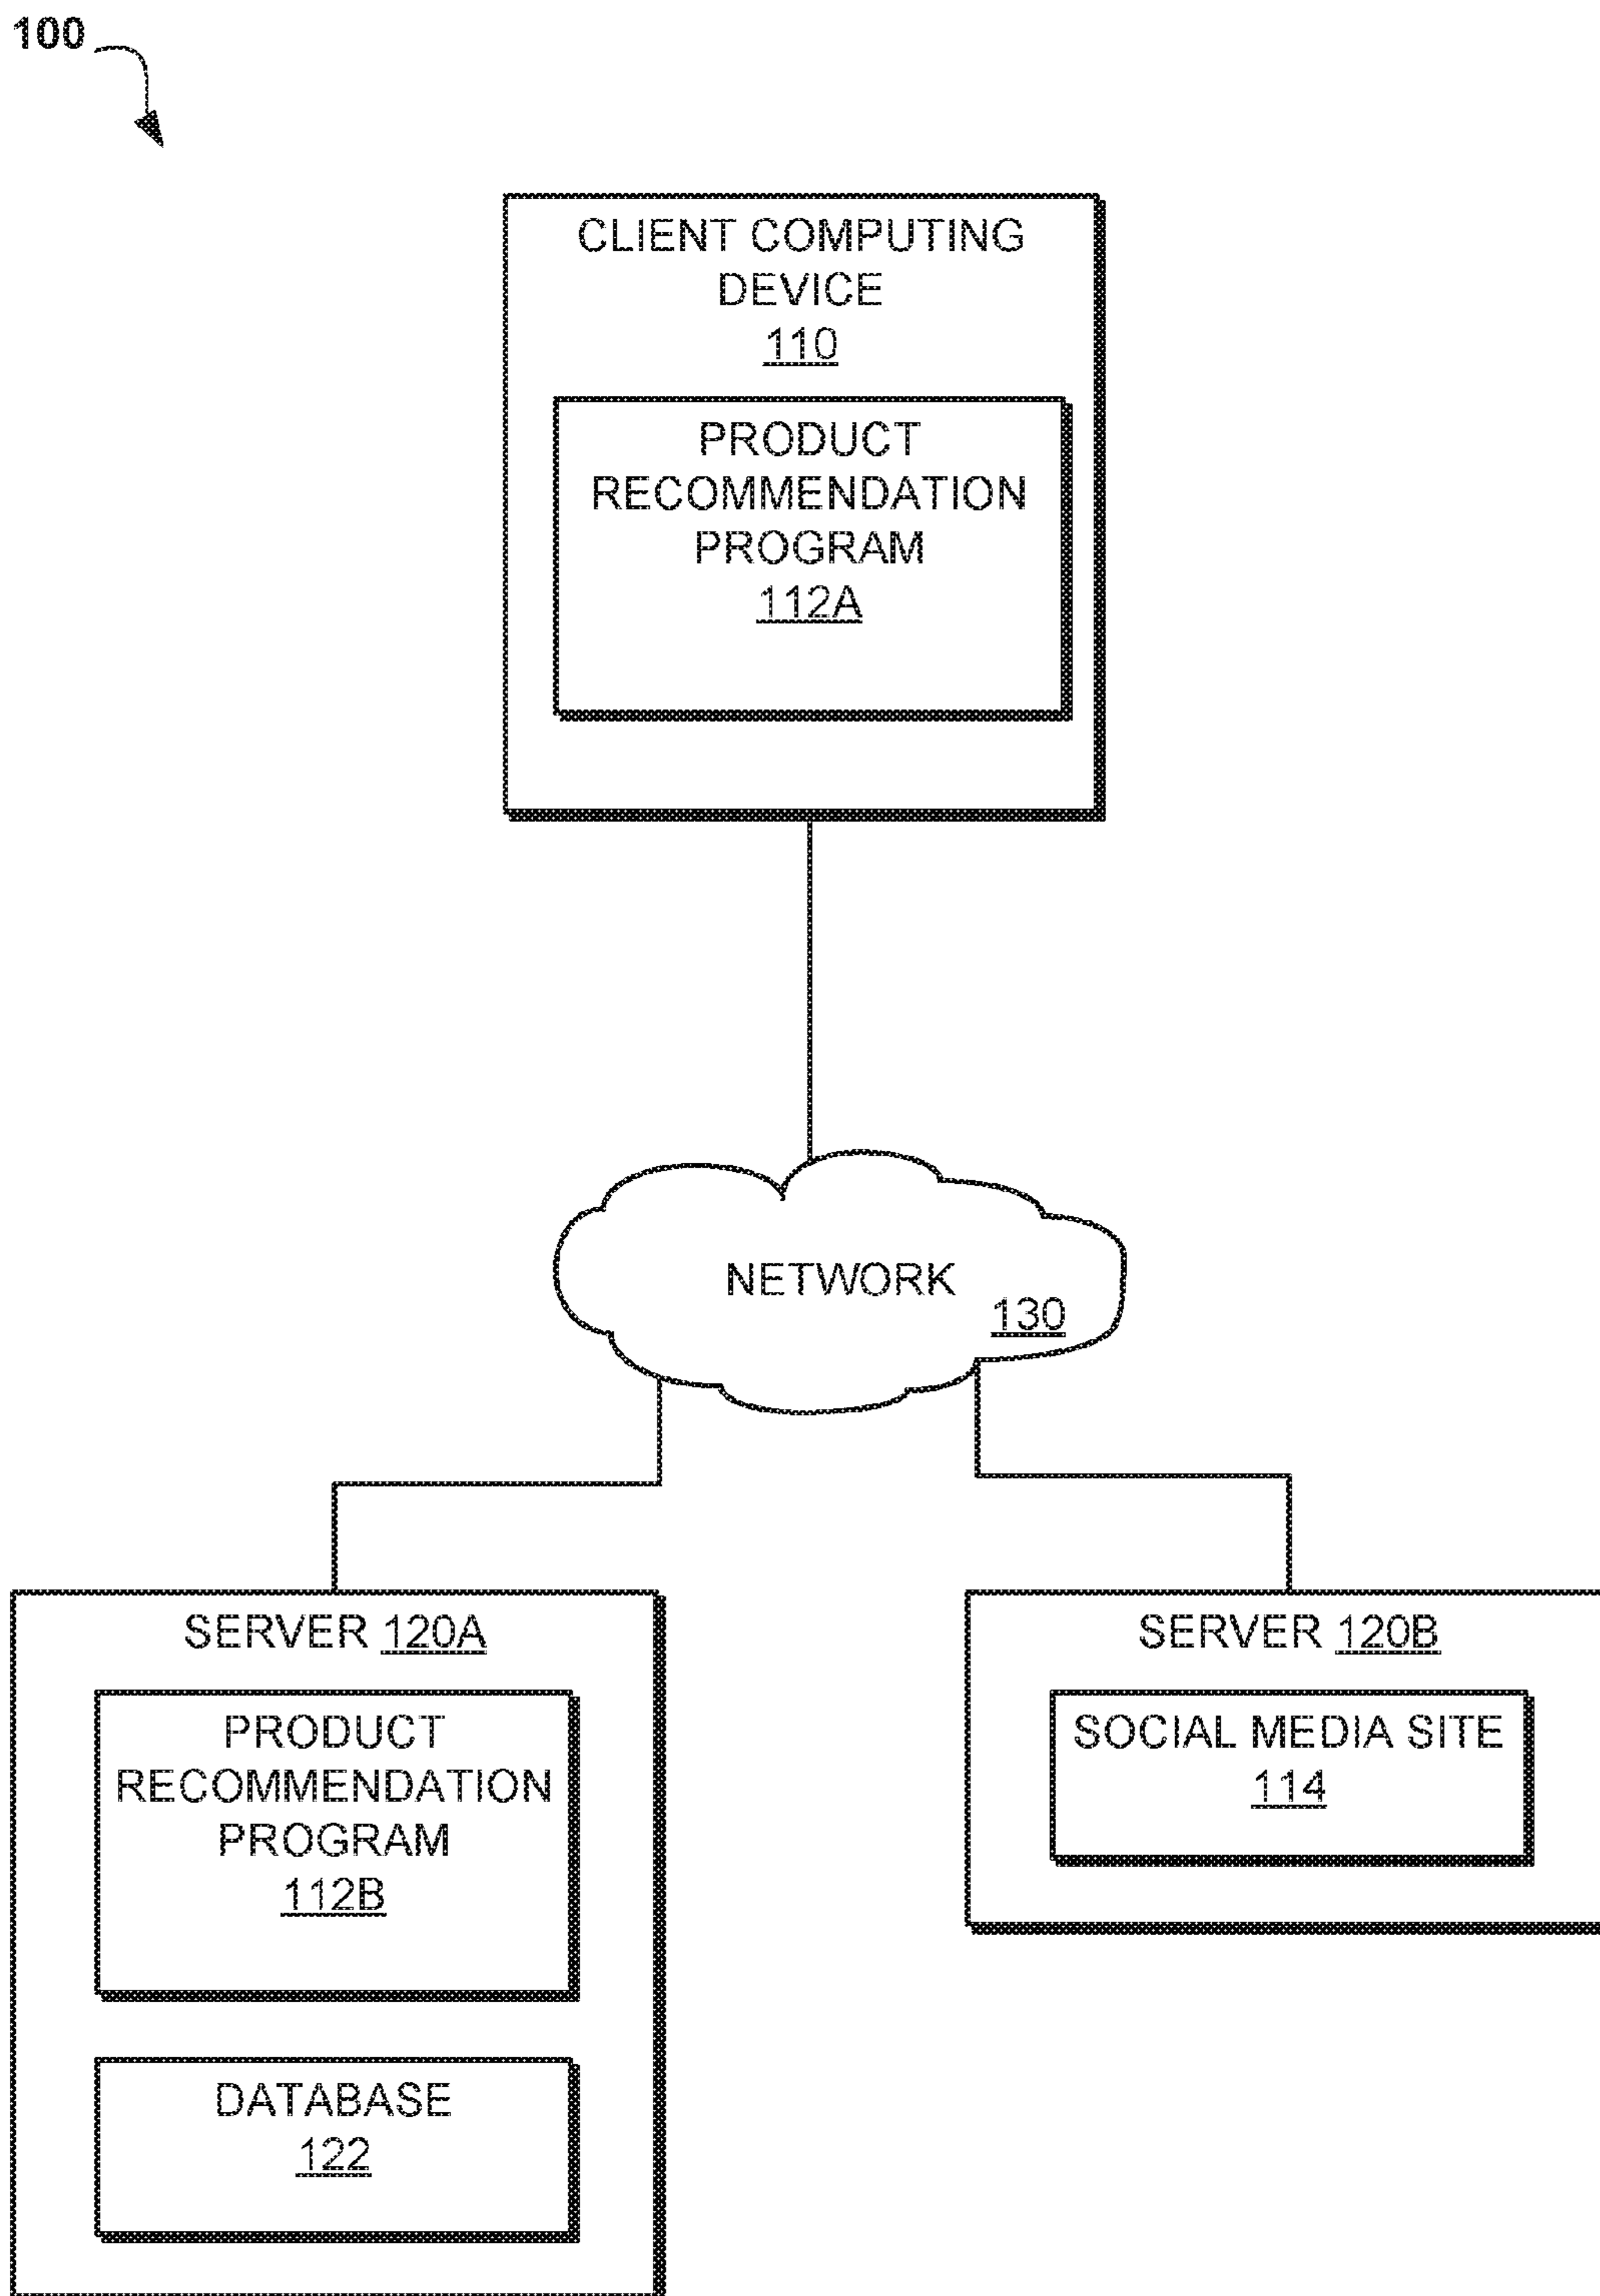 100
CLIENT COMPUTING
DEVICE
110
PRODUCT
RECOMMENDATION
PROGRAM
112A
NETWORK
130
SERVER 120A
PRODUCT
RECOMMENDATION
PROGRAM
112B
DATABASE
122
SERVER 120B
SOCIAL MEDIA SITE
114